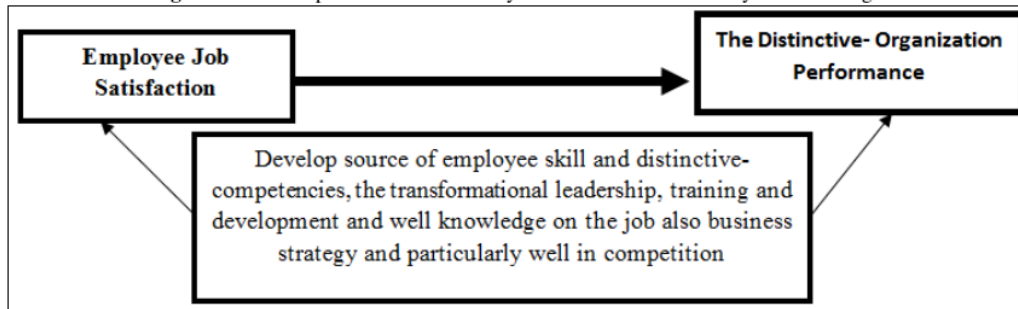 Employee Job
Satisfaction
The Distinctive- Organization
Performance
Develop source of employee skill and distinctive-
competencies, the transformational leadership, training and
development and well knowledge on the job also business
strategy and particularly well in competition